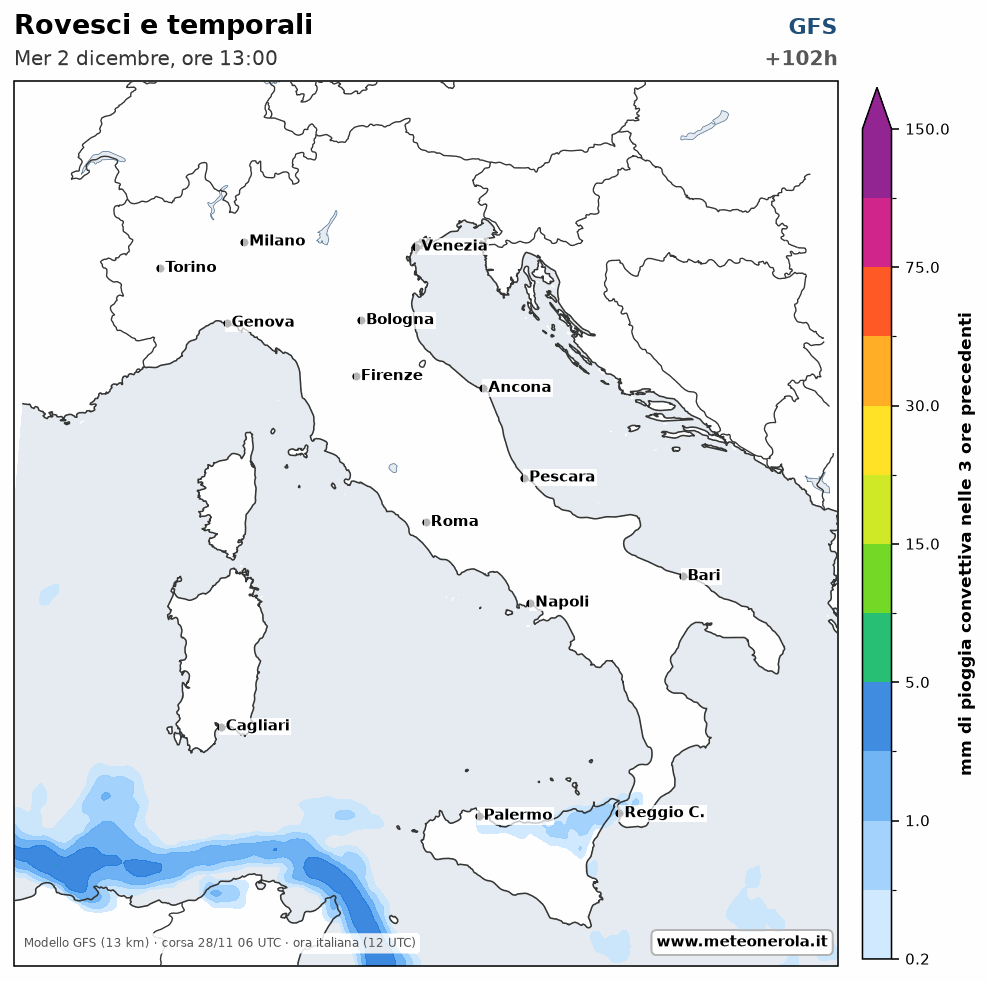 Rovesci e temporali
GFS
Mer 2 dicembre, ore 13:00
+102h
150.0
75.0
30.0
15.0
5.0
1.0
0.2
mm di pioggia convettiva nelle 3 ore precedenti
Milano
Venezia
Torino
Genova
Bologna
Firenze
Ancona
Pescara
Roma
Bari
Napoli
Cagliari
Palermo
Reggio C.
Modello GFS (13 km) · corsa 28/11 06 UTC · ora italiana (12 UTC)
www.meteonerola.it